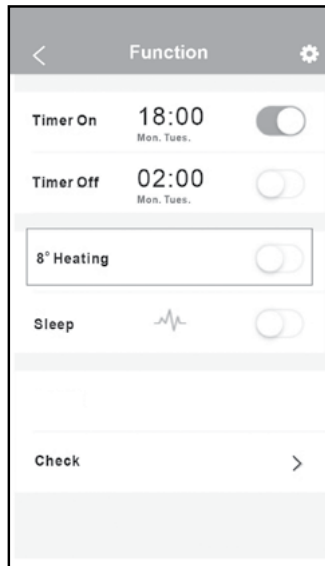 Function
Timer On 18:00
Mon. Tues.
Timer Off 02:00
Mon. Tues.
8° Heating
Sleep
Check